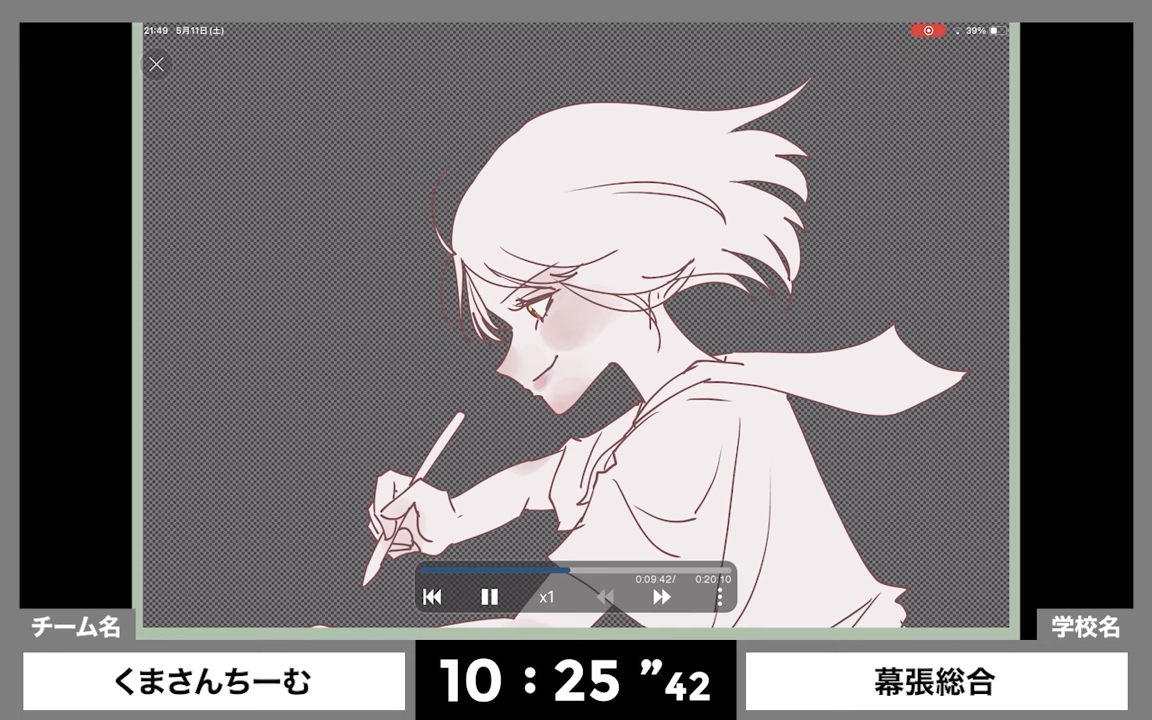 21:49 5月11日(土)
39%
0:09:42/ 0:20:10
x1
チーム名
学校名
くまさんちーむ
10:25"42
幕張総合